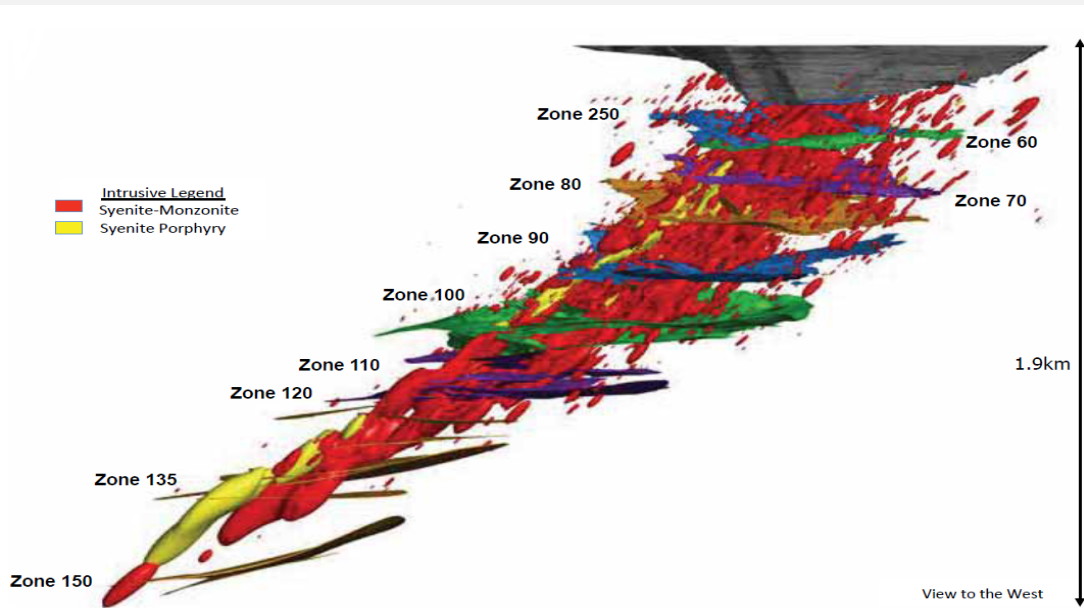 Zone 250
Zone 60
Zone 80
Intrusive Legend
Syenite-Monzonite
Zone 70
Syenite Porphyry
Zone 90
Zone 100
Zone 110
1.9km
Zone 120
Zone 135
Zone 150
View to the West